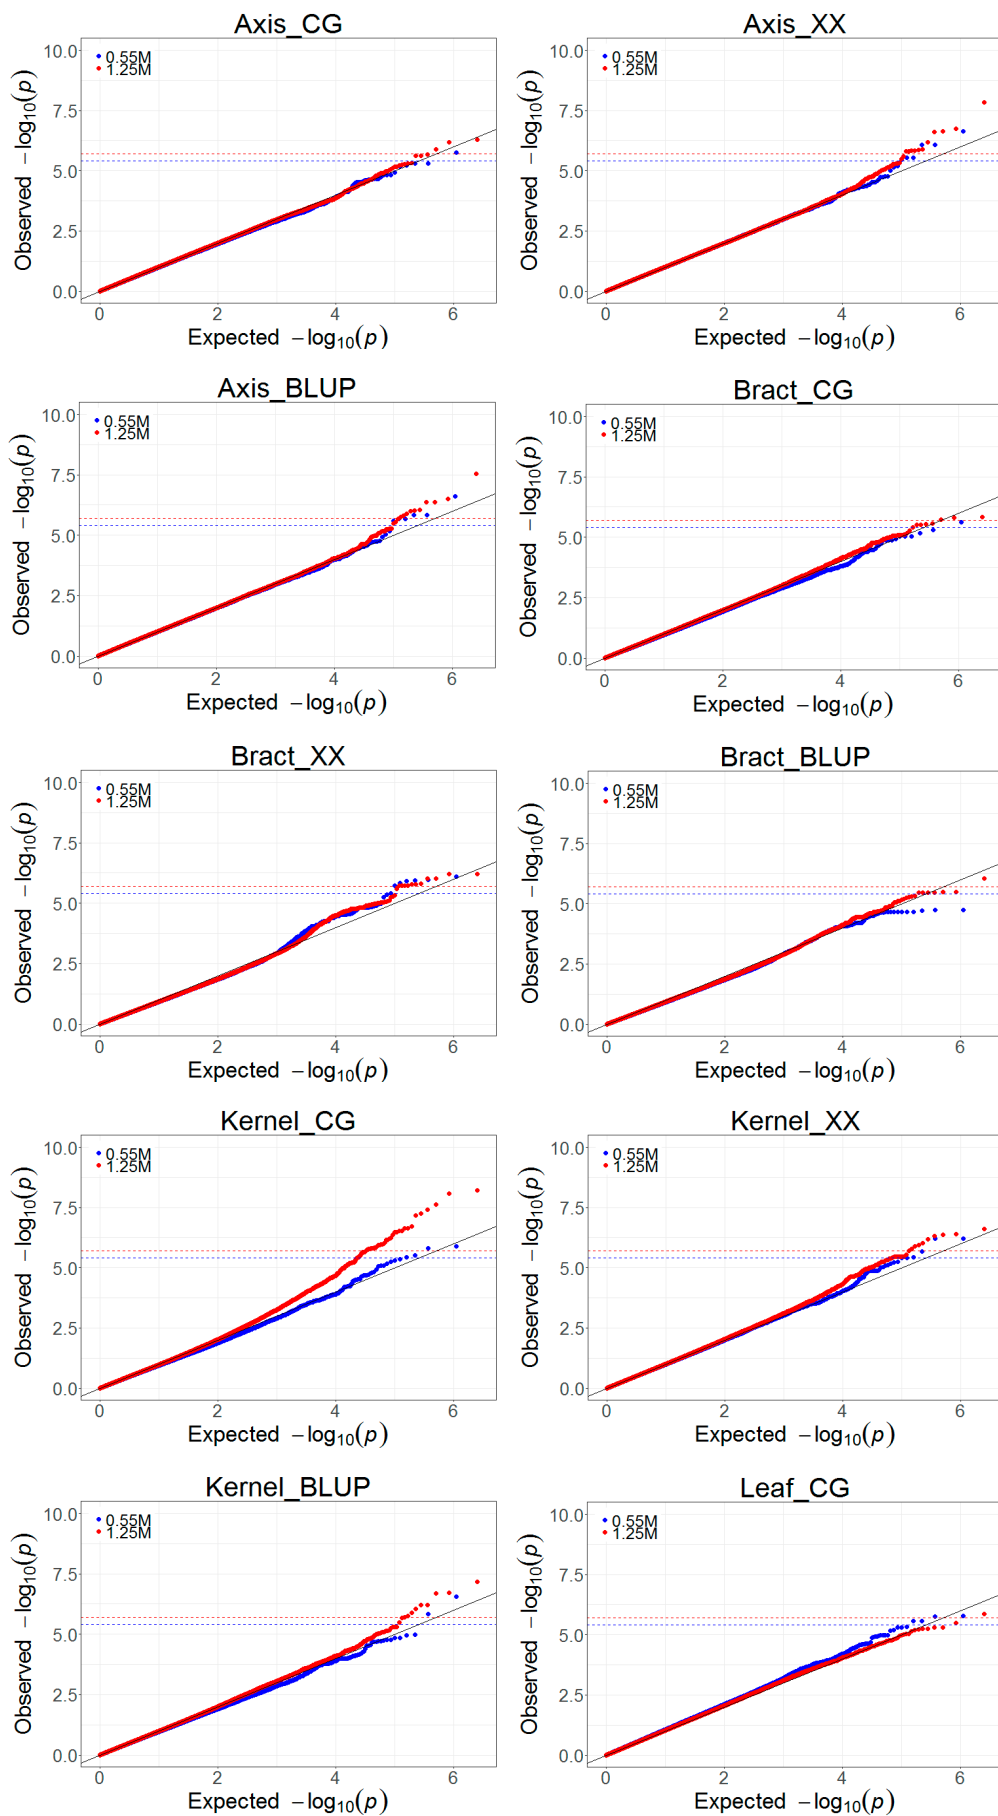 Axis_CG
10.0
7.5
5.0
2.5
0.0
0.55M
1.25M
0 2 4 6
Observed −log10(p)
Expected −log10(p)
Axis_XX
10.0
7.5
5.0
2.5
0.0
0.55M
1.25M
0 2 4 6
Observed −log10(p)
Expected −log10(p)
Axis_BLUP
10.0
7.5
5.0
2.5
0.0
0.55M
1.25M
0 2 4 6
Observed −log10(p)
Expected −log10(p)
Bract_CG
10.0
7.5
5.0
2.5
0.0
0.55M
1.25M
0 2 4 6
Observed −log10(p)
Expected −log10(p)
Bract_XX
10.0
7.5
5.0
2.5
0.0
0.55M
1.25M
0 2 4 6
Observed −log10(p)
Expected −log10(p)
Bract_BLUP
10.0
7.5
5.0
2.5
0.0
0.55M
1.25M
0 2 4 6
Observed −log10(p)
Expected −log10(p)
Kernel_CG
10.0
7.5
5.0
2.5
0.0
0.55M
1.25M
0 2 4 6
Observed −log10(p)
Expected −log10(p)
Kernel_XX
10.0
7.5
5.0
2.5
0.0
0.55M
1.25M
0 2 4 6
Observed −log10(p)
Expected −log10(p)
Kernel_BLUP
10.0
7.5
5.0
2.5
0.0
0.55M
1.25M
0 2 4 6
Observed −log10(p)
Expected −log10(p)
Leaf_CG
10.0
7.5
5.0
2.5
0.0
0.55M
1.25M
0 2 4 6
Observed −log10(p)
Expected −log10(p)